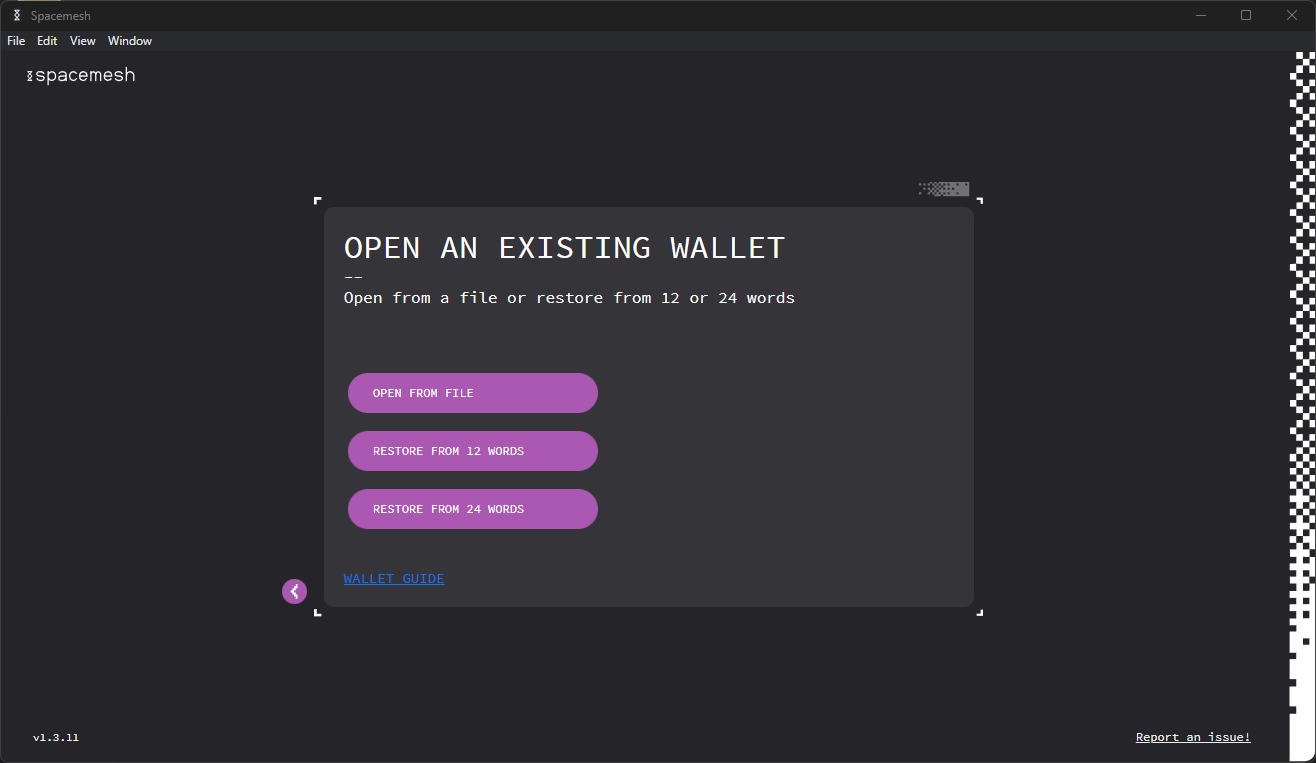 Spacemesh
File Edit View Window
spacemesh
OPEN AN EXISTING WALLET
--
Open from a file or restore from 12 or 24 words
OPEN FROM FILE
RESTORE FROM 12 WORDS
RESTORE FROM 24 WORDS
WALLET GUIDE
v1.3.11
Report an issue!